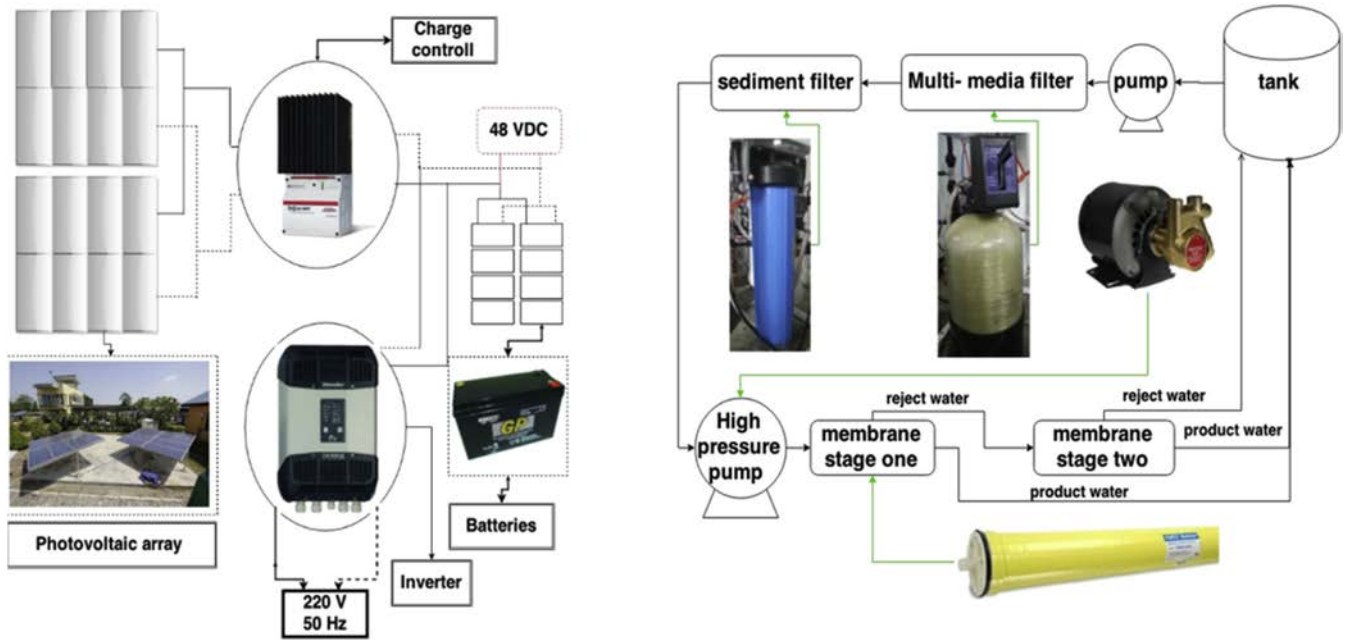 Charge
controll
48 VDC
Photovoltaic array
GP
Batteries
Inverter
220 V
50 Hz
sediment filter
Multi- media filter
pump
tank
High
pressure
pump
membrane
stage one
reject water
membrane
stage two
reject water
product water
product water